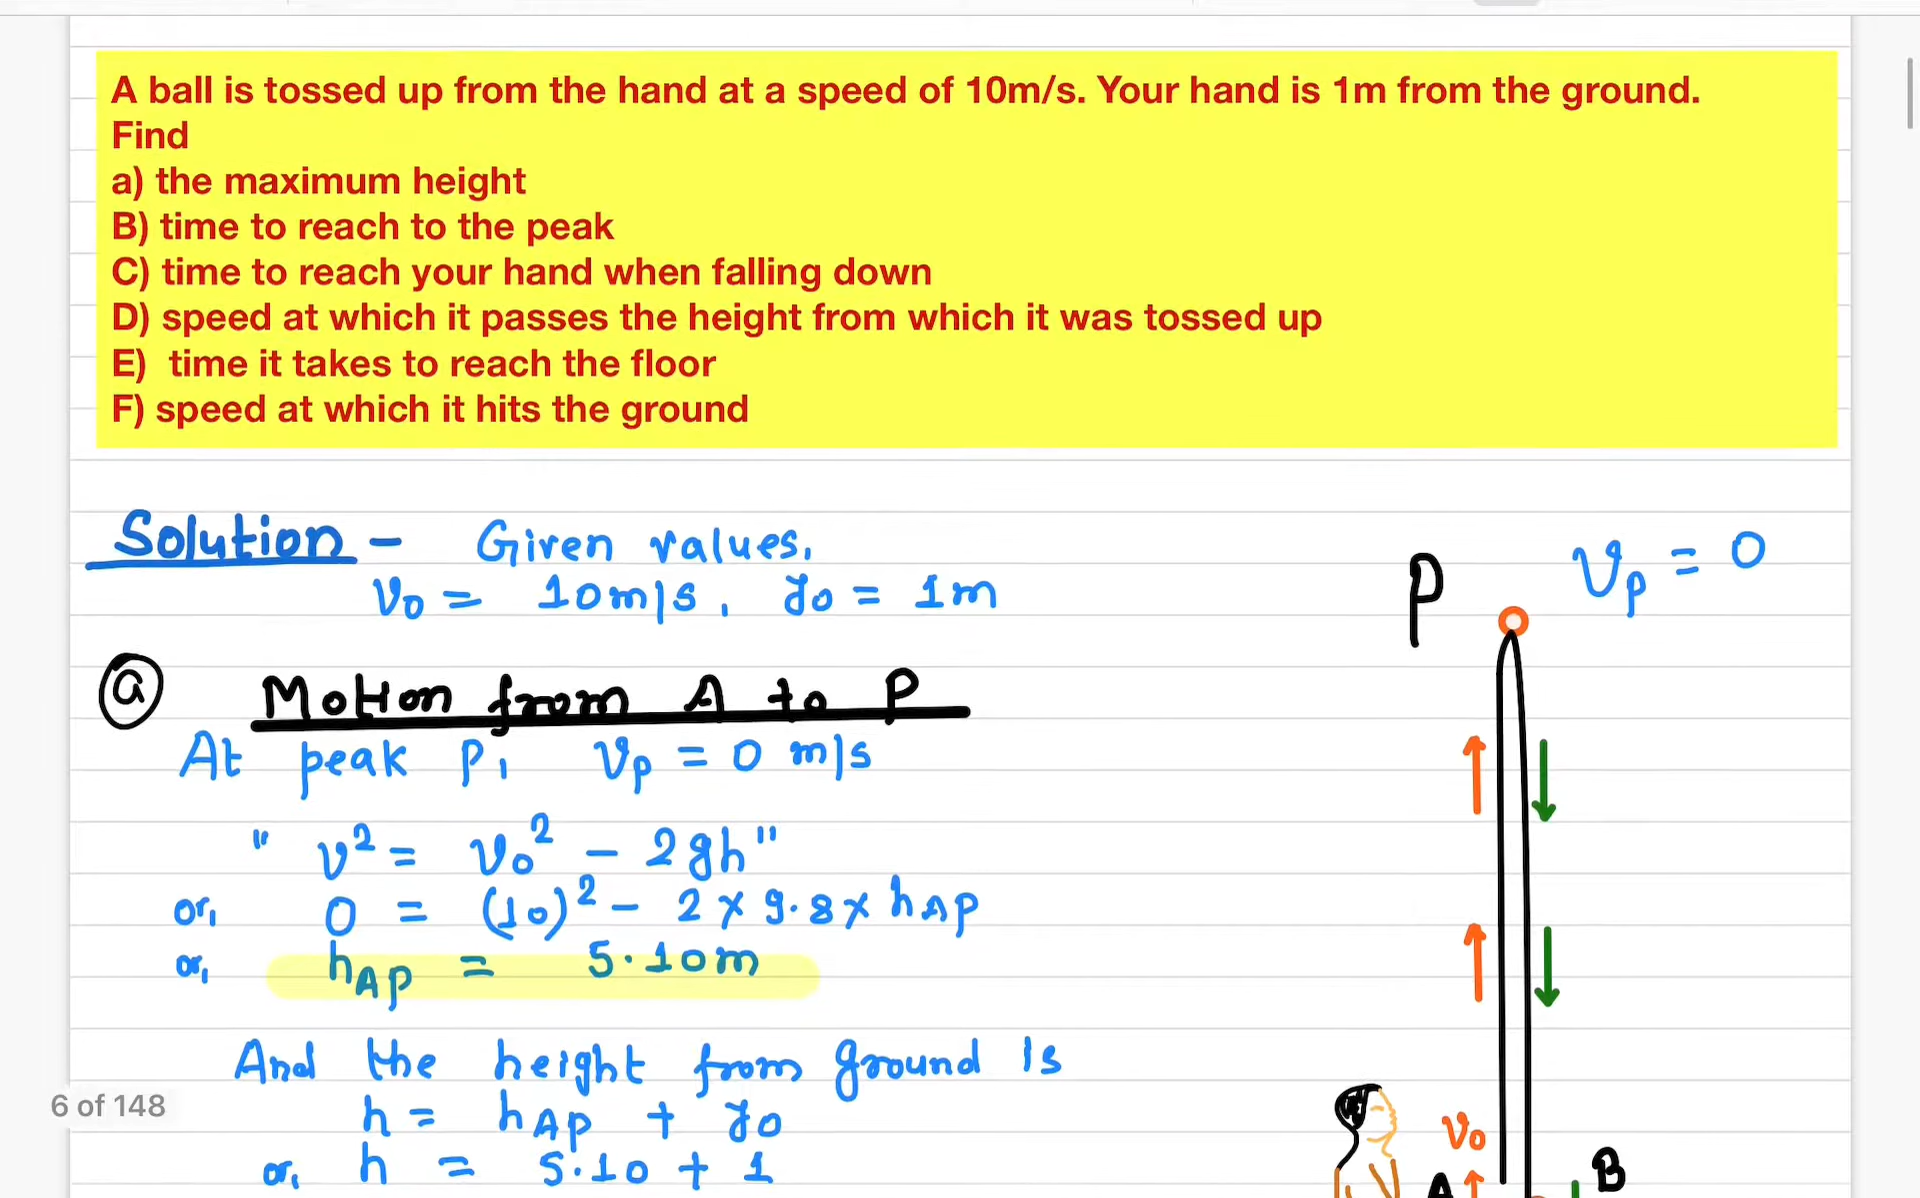 A ball is tossed up from the hand at a speed of 10m/s. Your hand is 1m from the ground.
Find
a) the maximum height
B) time to reach to the peak
C) time to reach your hand when falling down
D) speed at which it passes the height from which it was tossed up
E) time it takes to reach the floor
F) speed at which it hits the ground
Solution - Given values,
v₀ = 10m/s, y₀ = 1m
P vₚ = 0
ⓐ Motion from A to P
At peak P, vₚ = 0 m/s
" v² = v₀² - 2gh"
or, 0 = (10)² - 2 × 9.8 × hAP
or, hAP = 5.10m
And the height from ground is
6 of 148
h = hAP + y₀
or, h = 5.10 + 1
v₀
A B